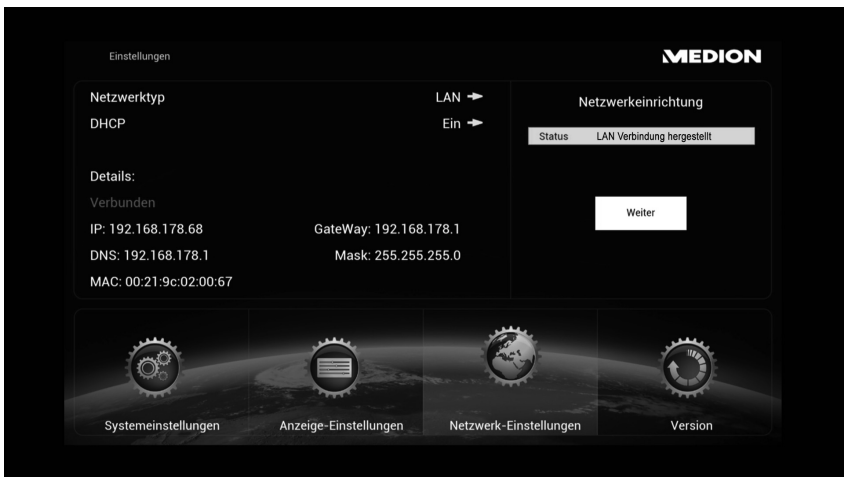 Einstellungen
MEDION
Netzwerktyp LAN
DHCP Ein
Details:
Verbunden
IP: 192.168.178.68 GateWay: 192.168.178.1
DNS: 192.168.178.1 Mask: 255.255.255.0
MAC: 00:21:9c:02:00:67
Netzwerkeinrichtung
Status LAN Verbindung hergestellt
Weiter
Systemeinstellungen
Anzeige-Einstellungen
Netzwerk-Einstellungen
Version